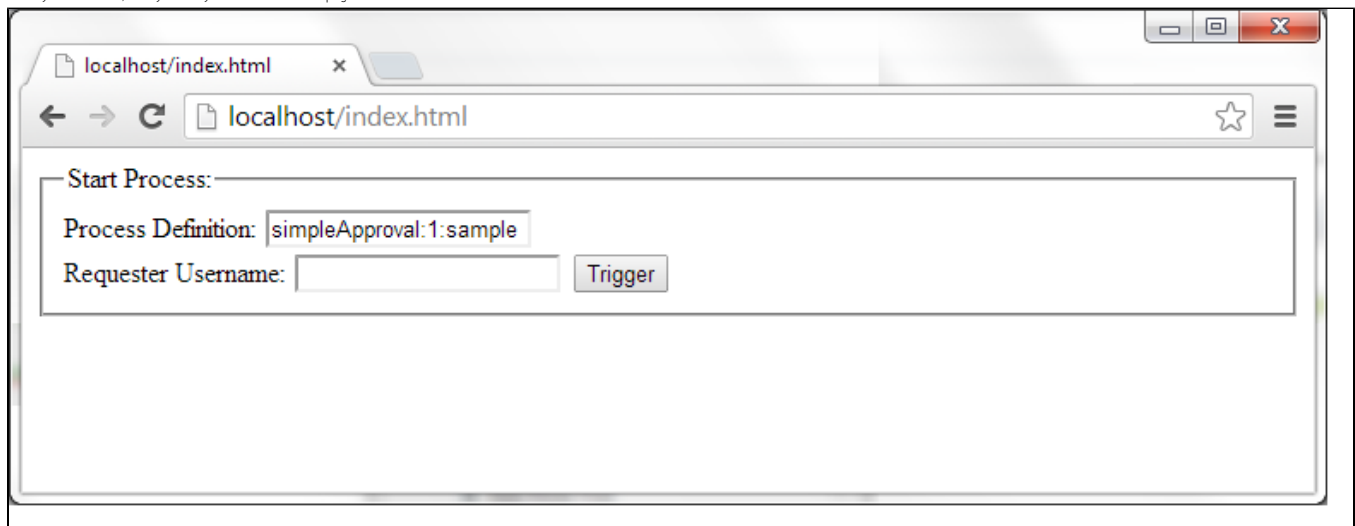 localhost/index.html
localhost/index.html
Start Process:
Process Definition: simpleApproval:1:sample
Requester Username: Trigger